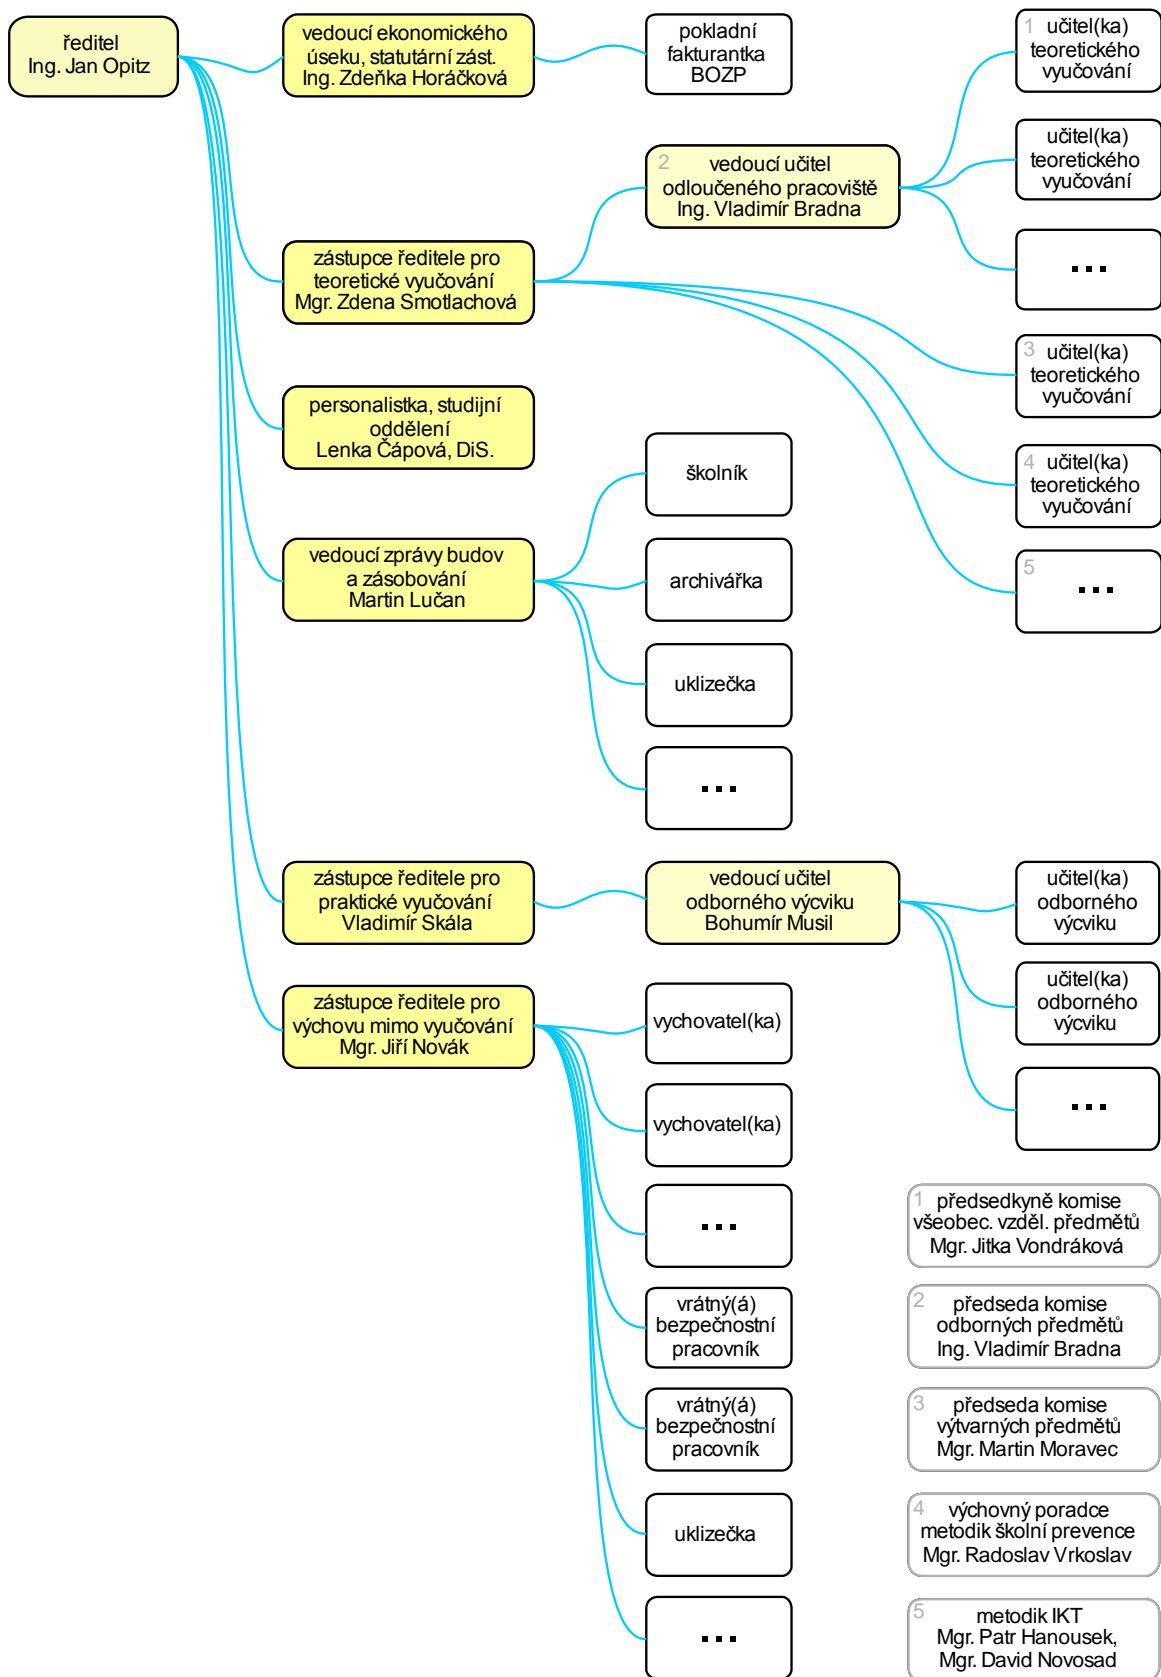 ředitel
Ing. Jan Opitz
vedoucí ekonomického
úseku, statutární zást.
Ing. Zdeňka Horáčková
pokladní
fakturantka
BOZP
1 učitel(ka)
teoretického
vyučování
učitel(ka)
teoretického
vyučování
2 vedoucí učitel
odloučeného pracoviště
Ing. Vladimír Bradna
...
zástupce ředitele pro
teoretické vyučování
Mgr. Zdena Smotlachová
3 učitel(ka)
teoretického
vyučování
personalistka, studijní
oddělení
Lenka Čápová, DiS.
školník
4 učitel(ka)
teoretického
vyučování
vedoucí zprávy budov
a zásobování
Martin Lučan
archivářka
5 ...
uklizečka
...
zástupce ředitele pro
praktické vyučování
Vladimír Skála
vedoucí učitel
odborného výcviku
Bohumír Musil
učitel(ka)
odborného
výcviku
učitel(ka)
odborného
výcviku
zástupce ředitele pro
výchovu mimo vyučování
Mgr. Jiří Novák
vychovatel(ka)
...
vychovatel(ka)
...
1 předsedkyně komise
všeobec. vzděl. předmětů
Mgr. Jitka Vondráková
vrátný(á)
bezpečnostní
pracovník
2 předseda komise
odborných předmětů
Ing. Vladimír Bradna
vrátný(á)
bezpečnostní
pracovník
3 předseda komise
výtvarných předmětů
Mgr. Martin Moravec
uklizečka
4 výchovný poradce
metodik školní prevence
Mgr. Radoslav Vrkoslav
...
5 metodik IKT
Mgr. Patr Hanousek,
Mgr. David Novosad